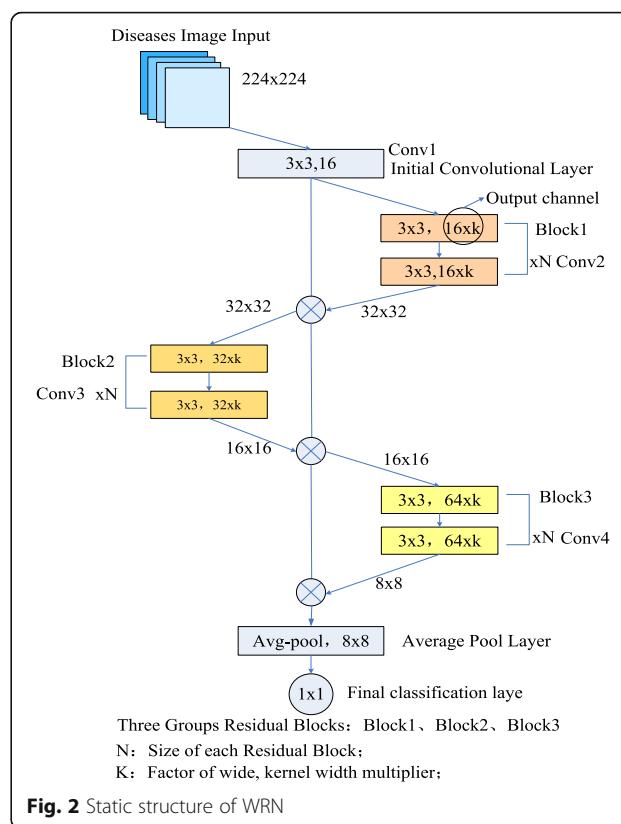 Diseases Image Input
224x224
Conv1
3x3,16
Initial Convolutional Layer
Output channel
3x3，16xk
Block1
xN Conv2
3x3,16xk
32x32
32x32
Block2
3x3，32xk
Conv3 xN
3x3，32xk
16x16
16x16
3x3，64xk
Block3
xN Conv4
3x3，64xk
8x8
Avg-pool，8x8
Average Pool Layer
1x1
Final classification laye
Three Groups Residual Blocks：Block1、Block2、Block3
N：Size of each Residual Block；
K：Factor of wide, kernel width multiplier；
Fig. 2 Static structure of WRN